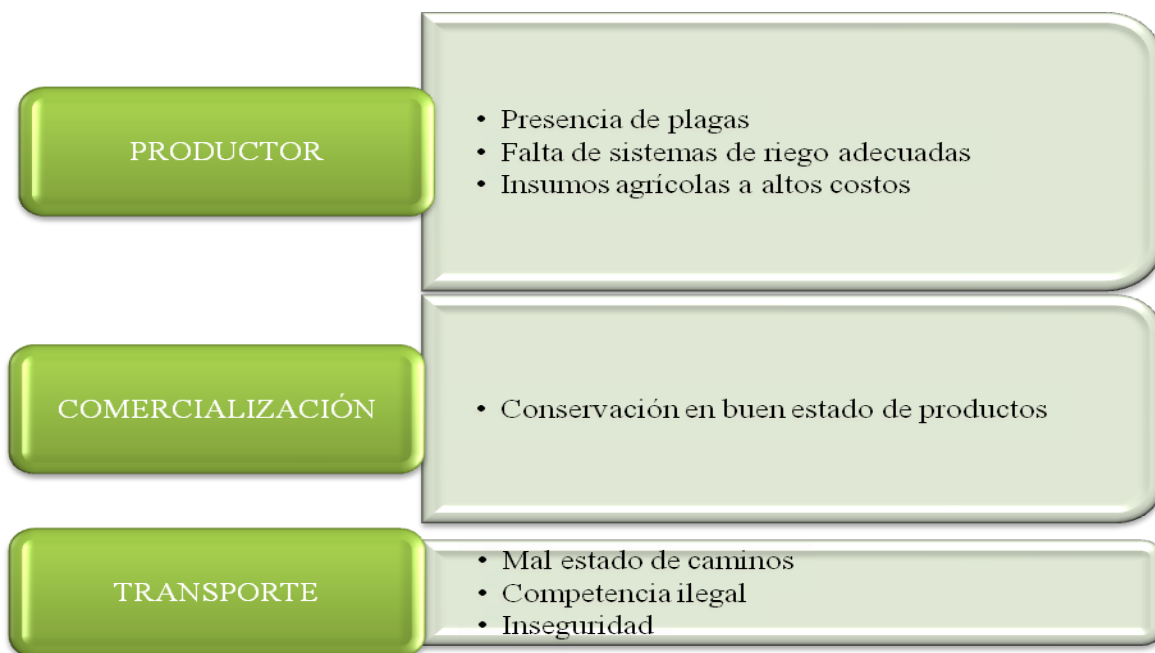 PRODUCTOR
• Presencia de plagas
• Falta de sistemas de riego adecuadas
• Insumos agrícolas a altos costos
COMERCIALIZACIÓN
• Conservación en buen estado de productos
TRANSPORTE
• Mal estado de caminos
• Competencia ilegal
• Inseguridad